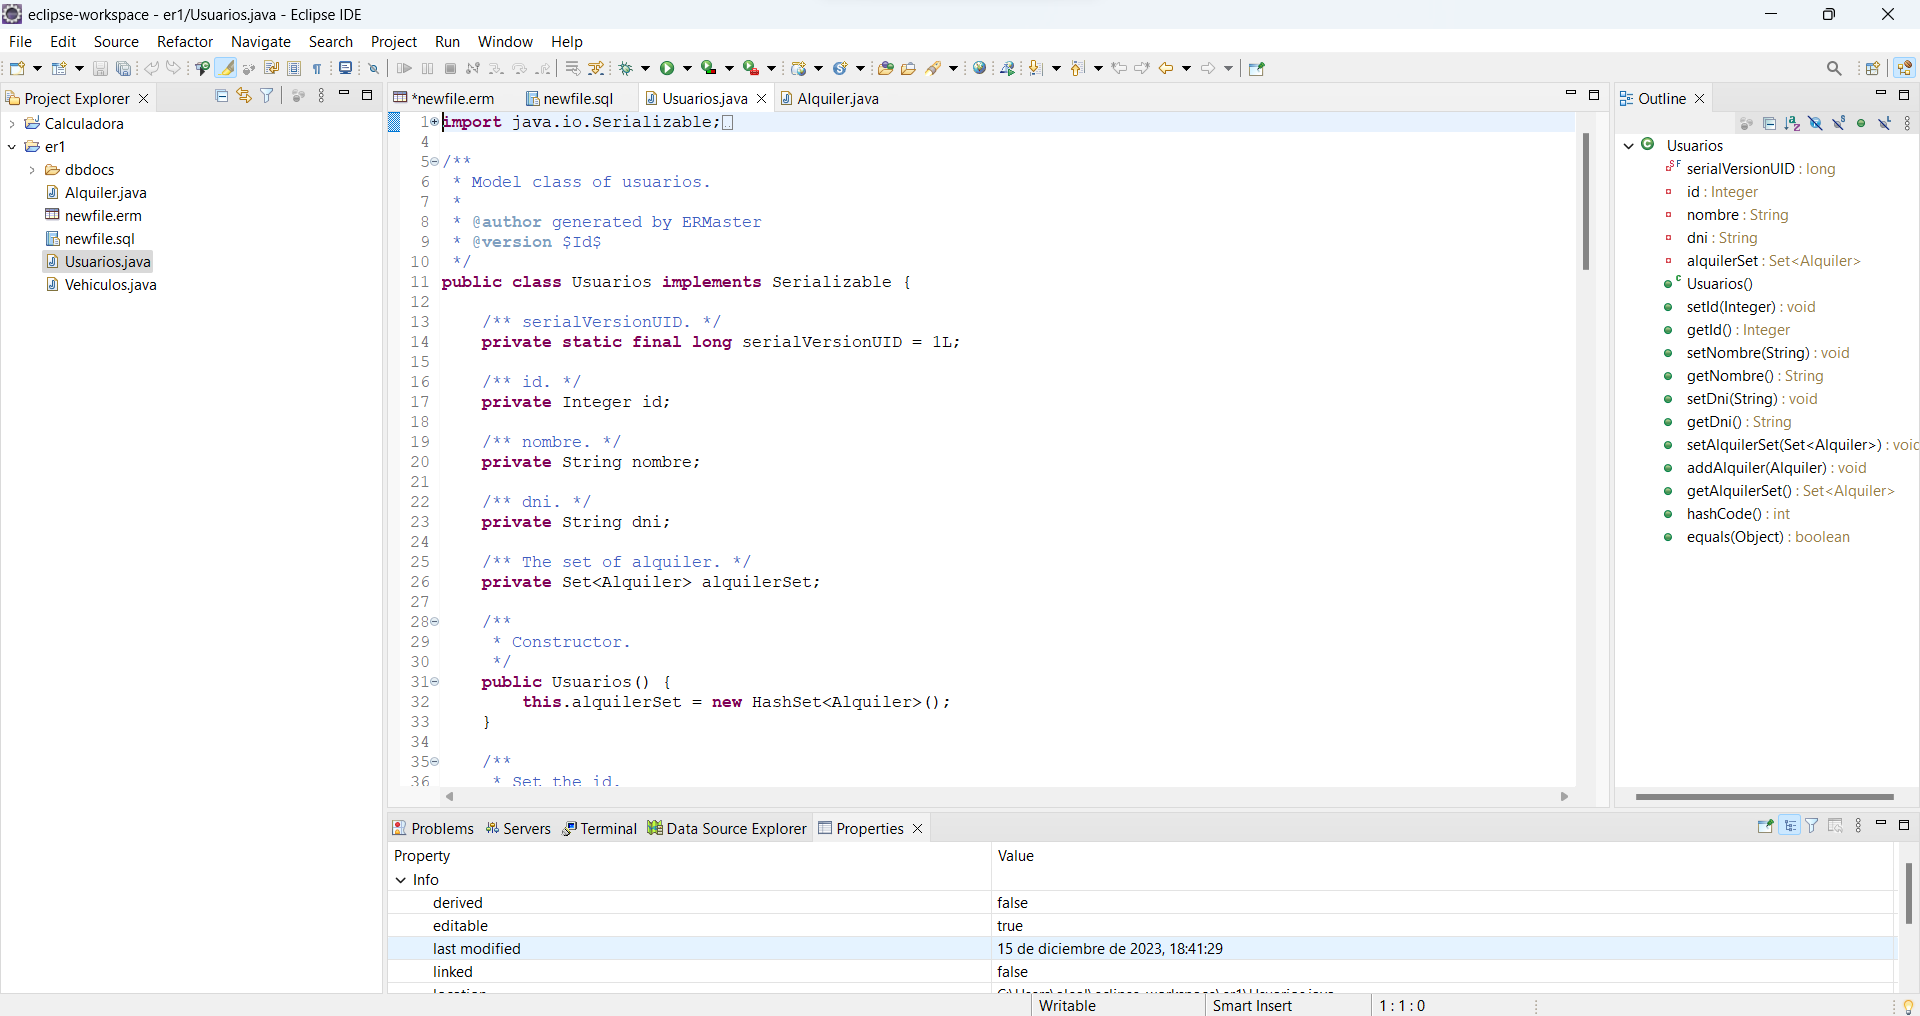 eclipse-workspace - er1/Usuarios.java - Eclipse IDE
File Edit Source Refactor Navigate Search Project Run Window Help
Project Explorer
Calculadora
er1
dbdocs
Alquiler.java
newfile.erm
newfile.sql
Usuarios.java
Vehiculos.java
*newfile.erm newfile.sql Usuarios.java Alquiler.java
1 import java.io.Serializable;
4
5 /**
6 * Model class of usuarios.
7 *
8 * @author generated by ERMaster
9 * @version $Id$
10 */
11 public class Usuarios implements Serializable {
12
13 /** serialVersionUID. */
14 private static final long serialVersionUID = 1L;
15
16 /** id. */
17 private Integer id;
18
19 /** nombre. */
20 private String nombre;
21
22 /** dni. */
23 private String dni;
24
25 /** The set of alquiler. */
26 private Set<Alquiler> alquilerSet;
27
28 /**
29 * Constructor.
30 */
31 public Usuarios() {
32 this.alquilerSet = new HashSet<Alquiler>();
33 }
34
35 /**
36 * Set the id.
Outline
Usuarios
serialVersionUID : long
id : Integer
nombre : String
dni : String
alquilerSet : Set<Alquiler>
Usuarios()
setId(Integer) : void
getId() : Integer
setNombre(String) : void
getNombre() : String
setDni(String) : void
getDni() : String
setAlquilerSet(Set<Alquiler>) : voic
addAlquiler(Alquiler) : void
getAlquilerSet() : Set<Alquiler>
hashCode() : int
equals(Object) : boolean
Problems Servers Terminal Data Source Explorer Properties
Property Value
Info
derived false
editable true
last modified 15 de diciembre de 2023, 18:41:29
linked false
Writable Smart Insert 1 : 1 : 0